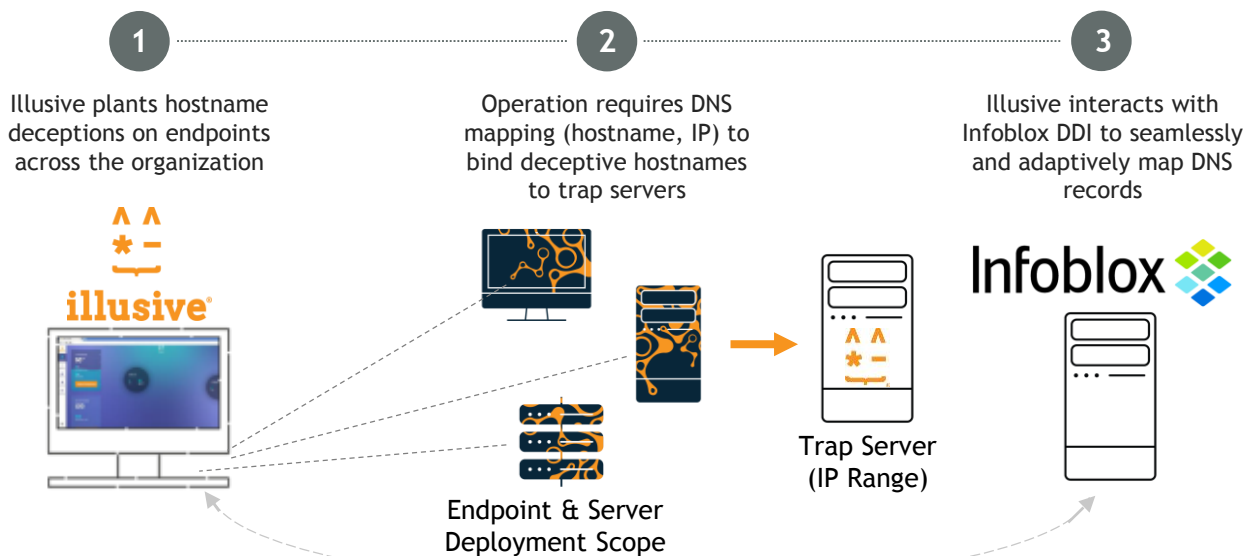 1
2
3
Illusive plants hostname
deceptions on endpoints
across the organization
Operation requires DNS
mapping (hostname, IP) to
bind deceptive hostnames
to trap servers
Illusive interacts with
Infoblox DDI to seamlessly
and adaptively map DNS
records
illusive®
Infoblox
Trap Server
(IP Range)
Endpoint & Server
Deployment Scope